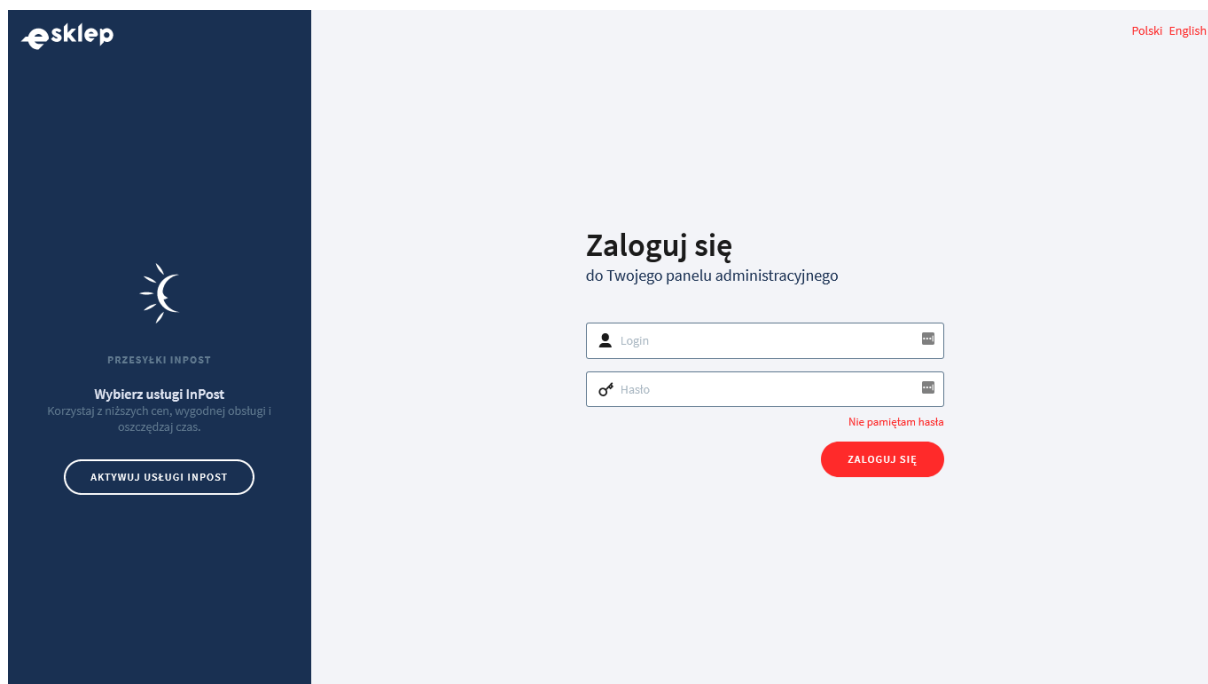 esklep
Polski English
PRZESYŁKI INPOST
Wybierz usługi InPost
Korzystaj z niższych cen, wygodnej obsługi i
oszczędzaj czas.
AKTYWUJ USŁUGI INPOST
Zaloguj się
do Twojego panelu administracyjnego
Login
Hasło
Nie pamiętam hasła
ZALOGUJ SIĘ